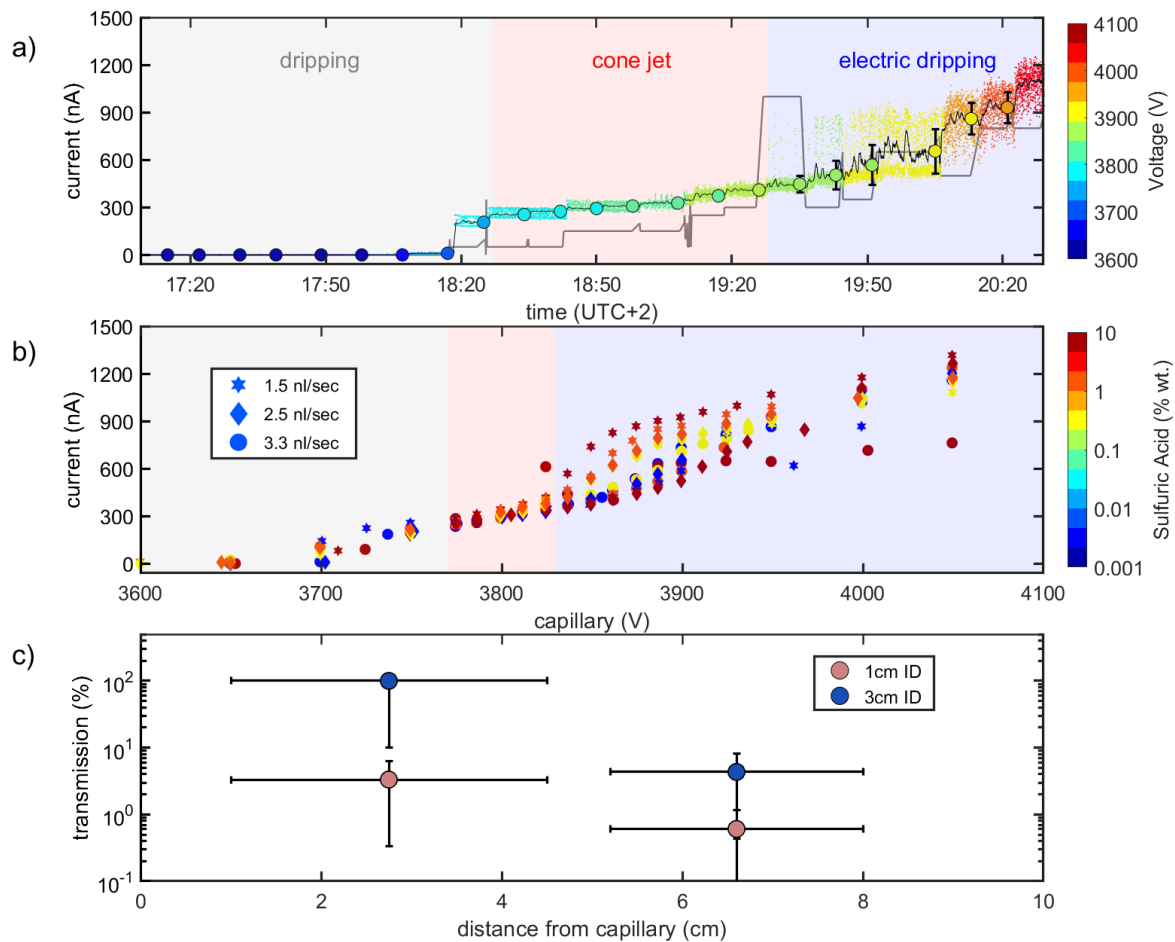 a)
1500
1200
900
600
300
0
current (nA)
dripping
cone jet
electric dripping
17:20
17:50
18:20
18:50
19:20
19:50
20:20
time (UTC+2)
4100
4000
3900
3800
3700
3600
Voltage (V)
b)
1500
1200
900
600
300
0
current (nA)
1.5 nl/sec
2.5 nl/sec
3.3 nl/sec
3600
3700
3800
3900
4000
4100
capillary (V)
10
1
0.1
0.01
0.001
Sulfuric Acid (% wt.)
c)
10²
10¹
10⁰
10⁻¹
transmission (%)
1cm ID
3cm ID
0
2
4
6
8
10
distance from capillary (cm)